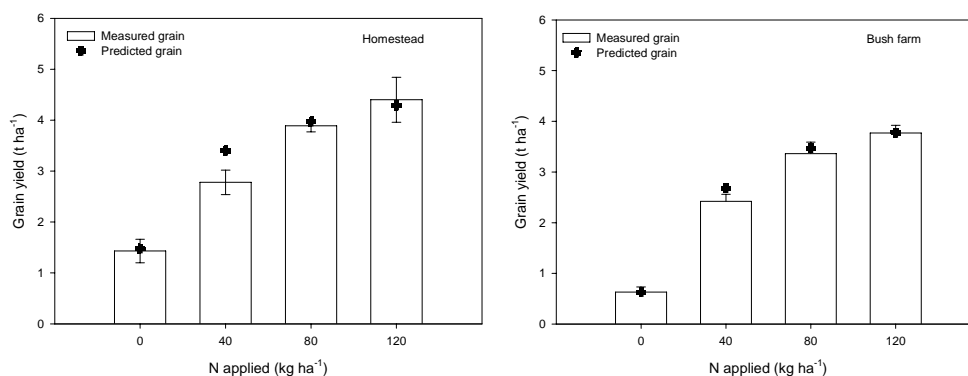 6
5
4
3
2
1
0
Grain yield (t ha⁻¹)
Measured grain
Predicted grain
Homestead
0 40 80 120
N applied (kg ha⁻¹)
6
5
4
3
2
1
0
Grain yield (t ha⁻¹)
Measured grain
Predicted grain
Bush farm
0 40 80 120
N applied (kg ha⁻¹)